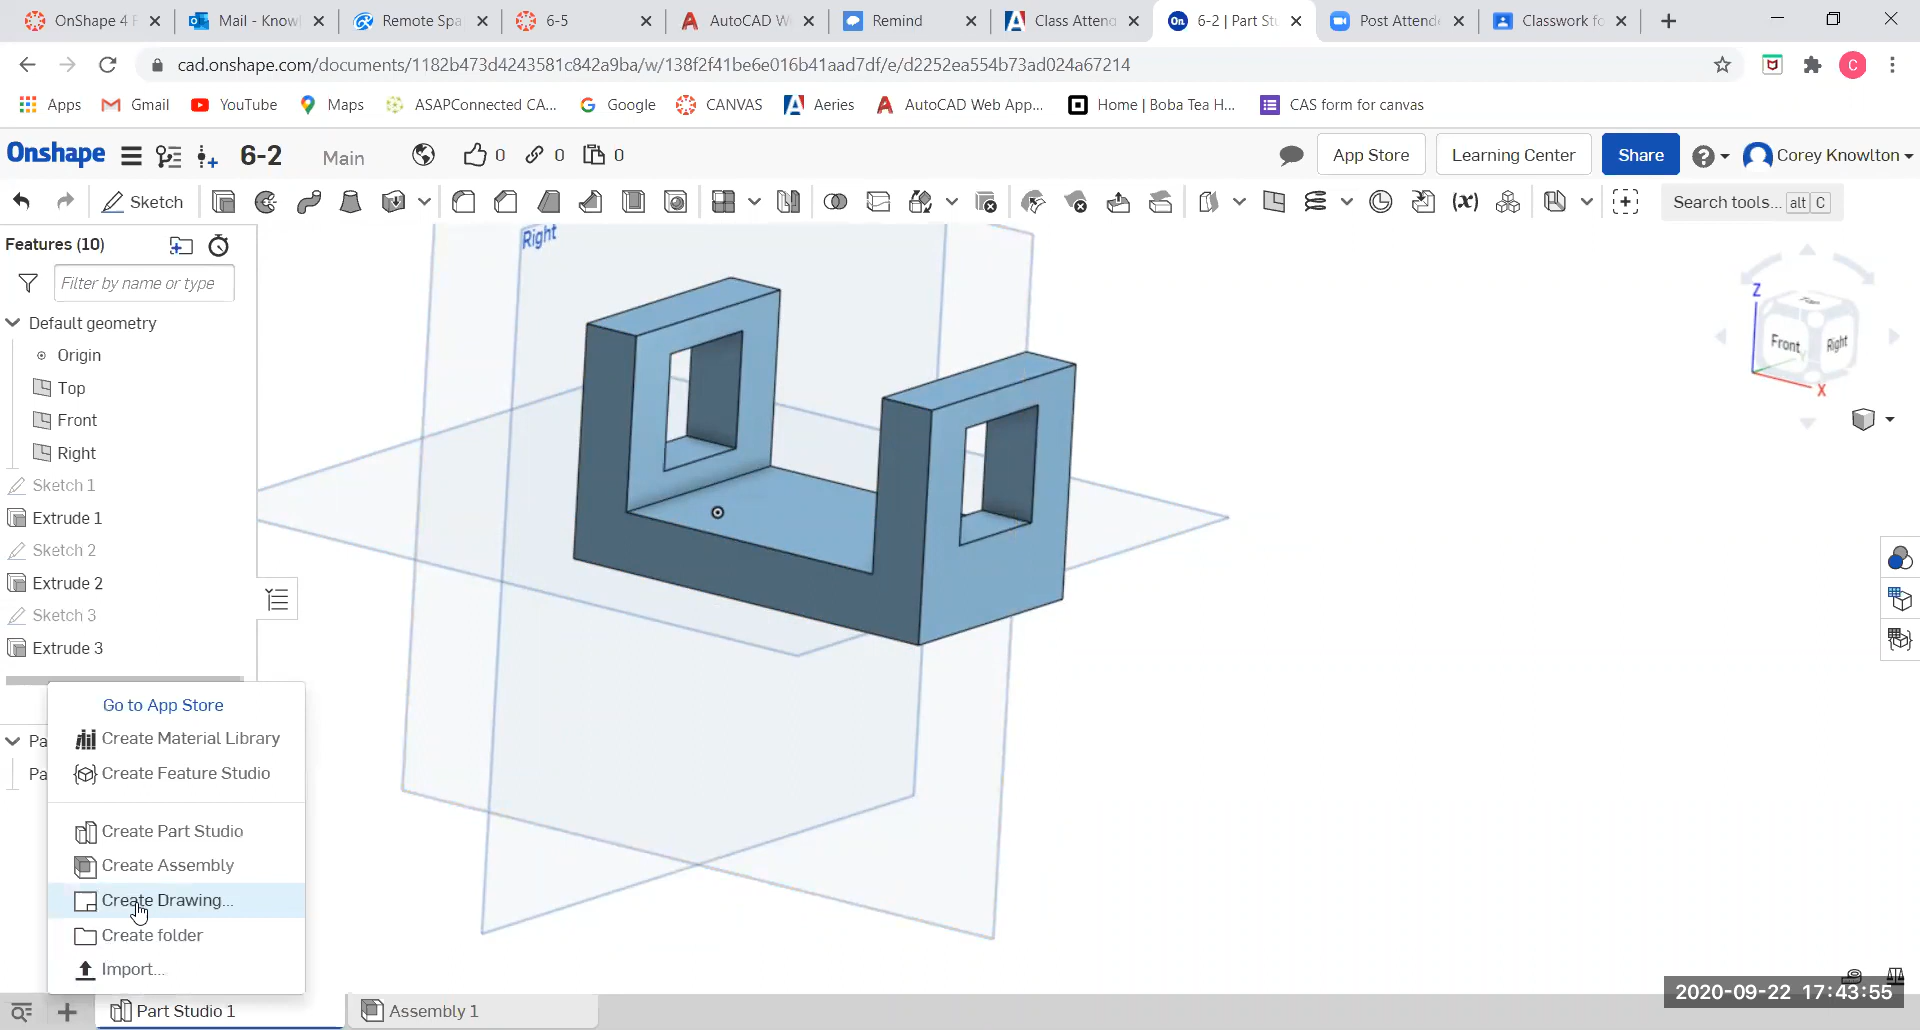 OnShape 4 F
Mail - Knowl
Remote Spa
6-5
AutoCAD W
Remind
Class Attend
6-2 | Part Stu
Post Attende
Classwork fo
cad.onshape.com/documents/1182b473d4243581c842a9ba/w/138f2f41be6e016b41aad7df/e/d2252ea554b73ad024a67214
C
Apps
Gmail
YouTube
Maps
ASAPConnected CA...
Google
CANVAS
Aeries
AutoCAD Web App...
Home | Boba Tea H...
CAS form for canvas
Onshape
6-2
Main
0
0
0
App Store
Learning Center
Share
Corey Knowlton
Sketch
Search tools... alt C
Features (10)
Filter by name or type
Default geometry
Origin
Top
Front
Right
Sketch 1
Extrude 1
Sketch 2
Extrude 2
Sketch 3
Extrude 3
Pa
Pa
Go to App Store
Create Material Library
Create Feature Studio
Create Part Studio
Create Assembly
Create Drawing...
Create folder
Import...
Right
Z
Top
Front
Right
X
Part Studio 1
Assembly 1
2020-09-22 17:43:55